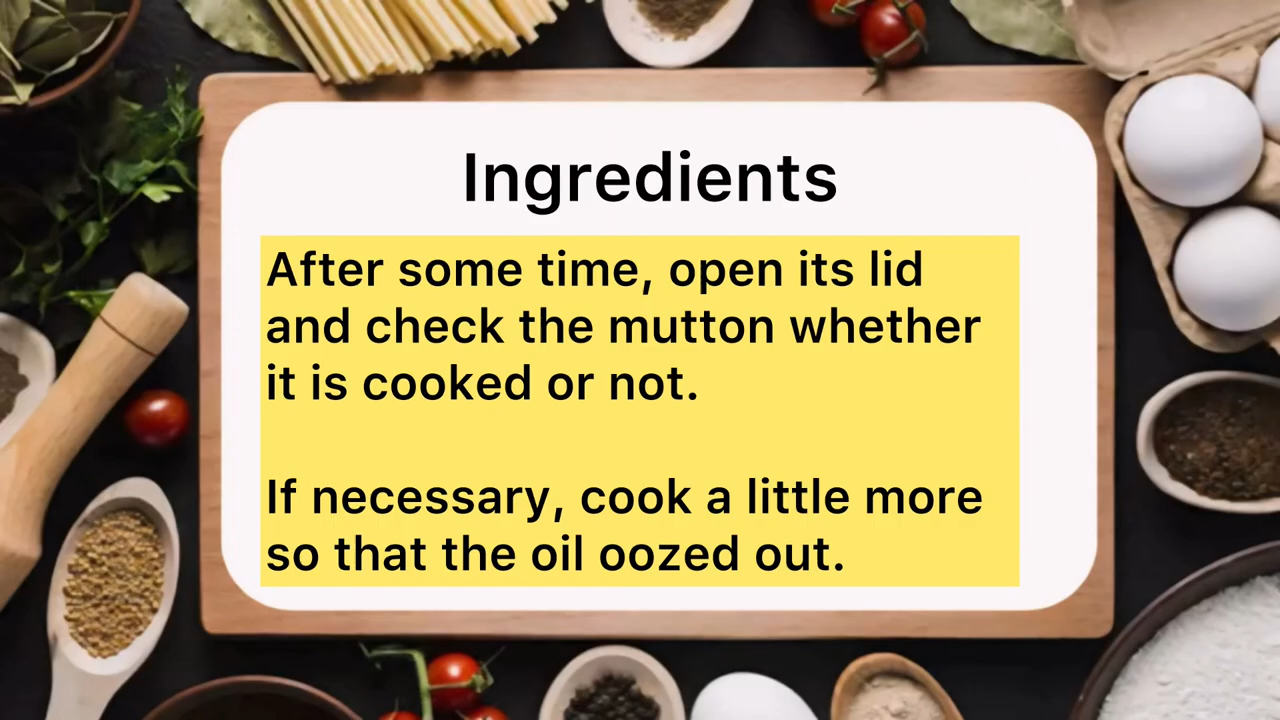 Ingredients
After some time, open its lid
and check the mutton whether
it is cooked or not.
If necessary, cook a little more
so that the oil oozed out.